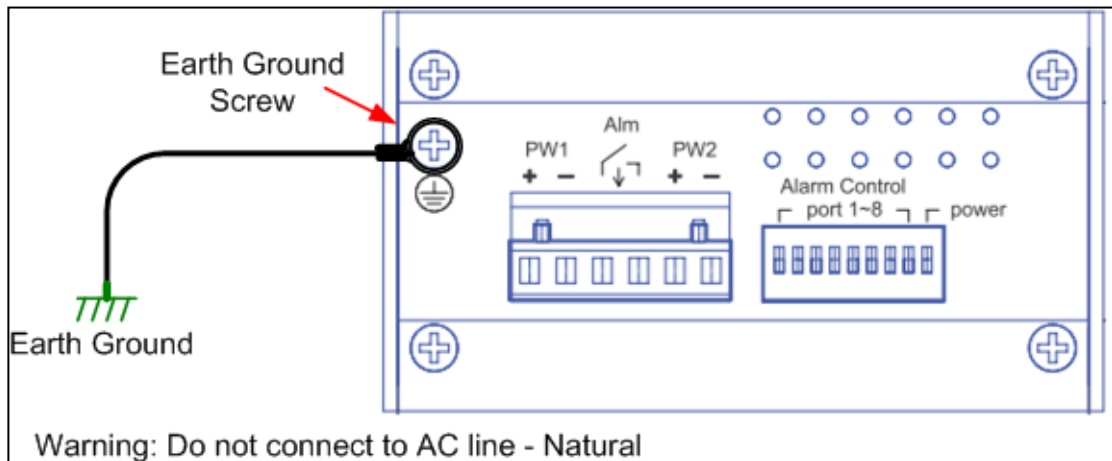 Earth Ground
Screw
Alm
PW1
PW2
+ − + −
Alarm Control
port 1~8
power
Earth Ground
Warning: Do not connect to AC line - Natural